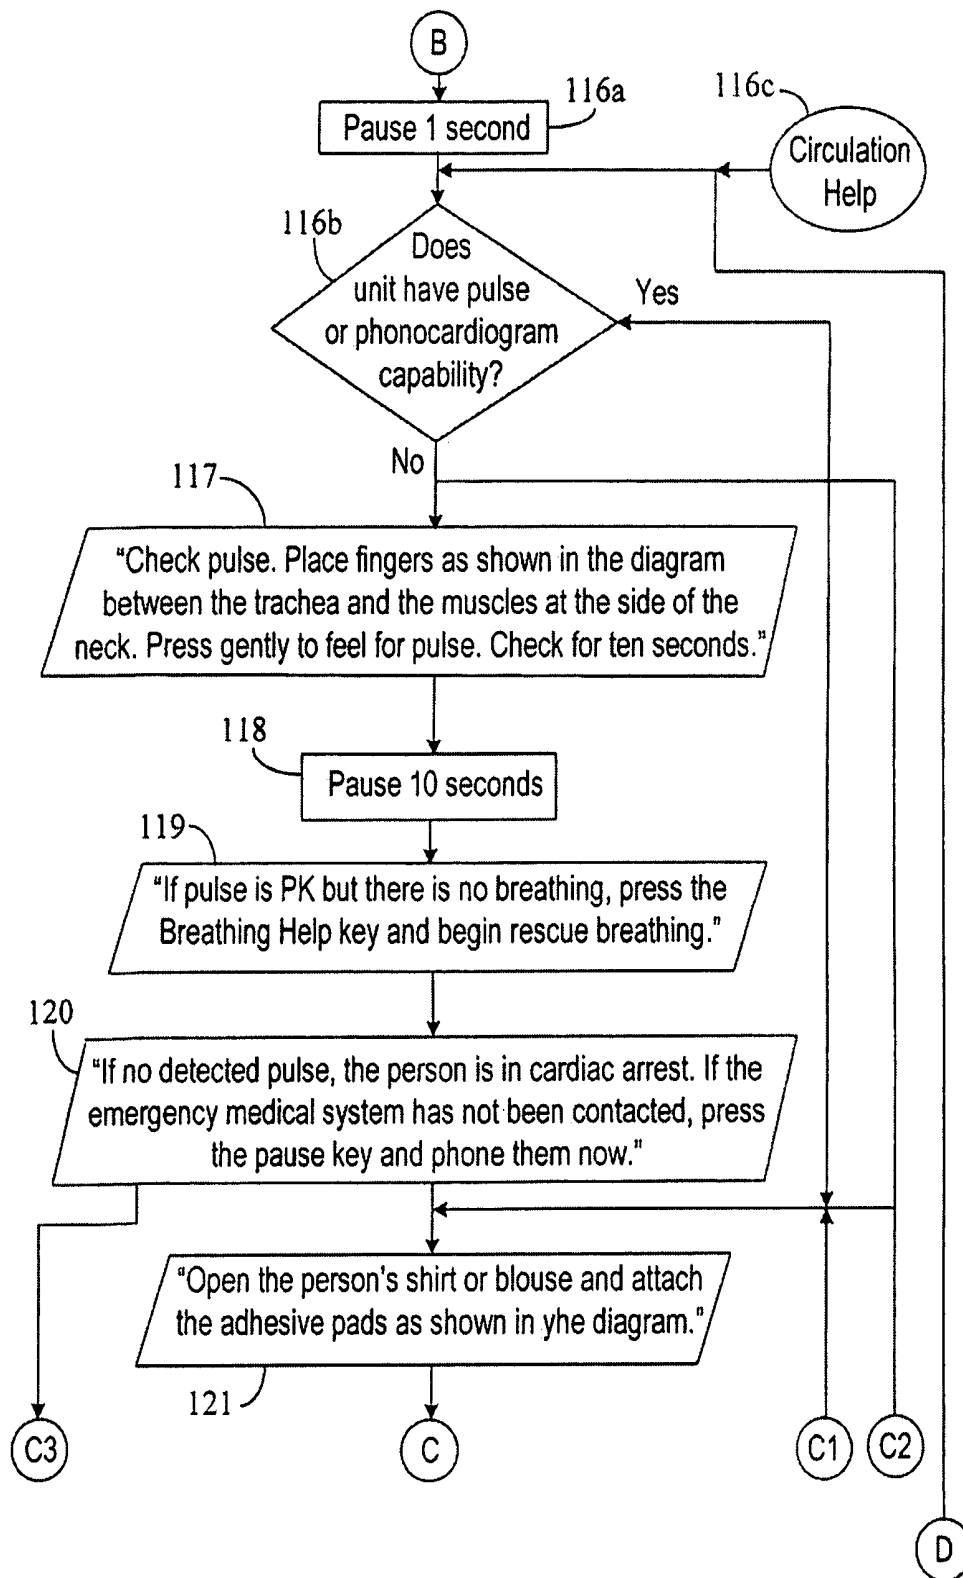 B
116a
Pause 1 second
116c
Circulation
Help
116b
Does
unit have pulse
or phonocardiogram
capability?
Yes
No
117
"Check pulse. Place fingers as shown in the diagram
between the trachea and the muscles at the side of the
neck. Press gently to feel for pulse. Check for ten seconds."
118
Pause 10 seconds
119
"If pulse is PK but there is no breathing, press the
Breathing Help key and begin rescue breathing."
120
"If no detected pulse, the person is in cardiac arrest. If the
emergency medical system has not been contacted, press
the pause key and phone them now."
"Open the person's shirt or blouse and attach
the adhesive pads as shown in yhe diagram."
121
C3
C
C1
C2
D